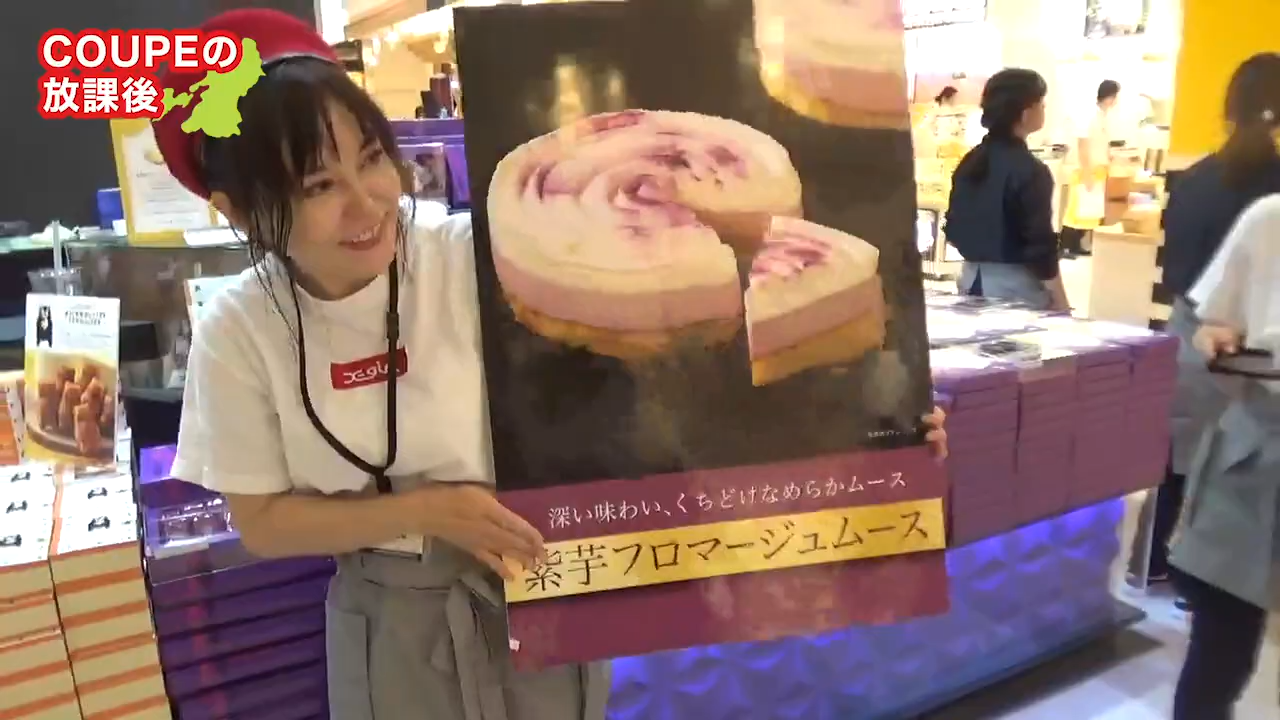 COUPEの
放課後
X-girl
深い味わい、くちどけなめらかムース
紫芋フロマージュムース